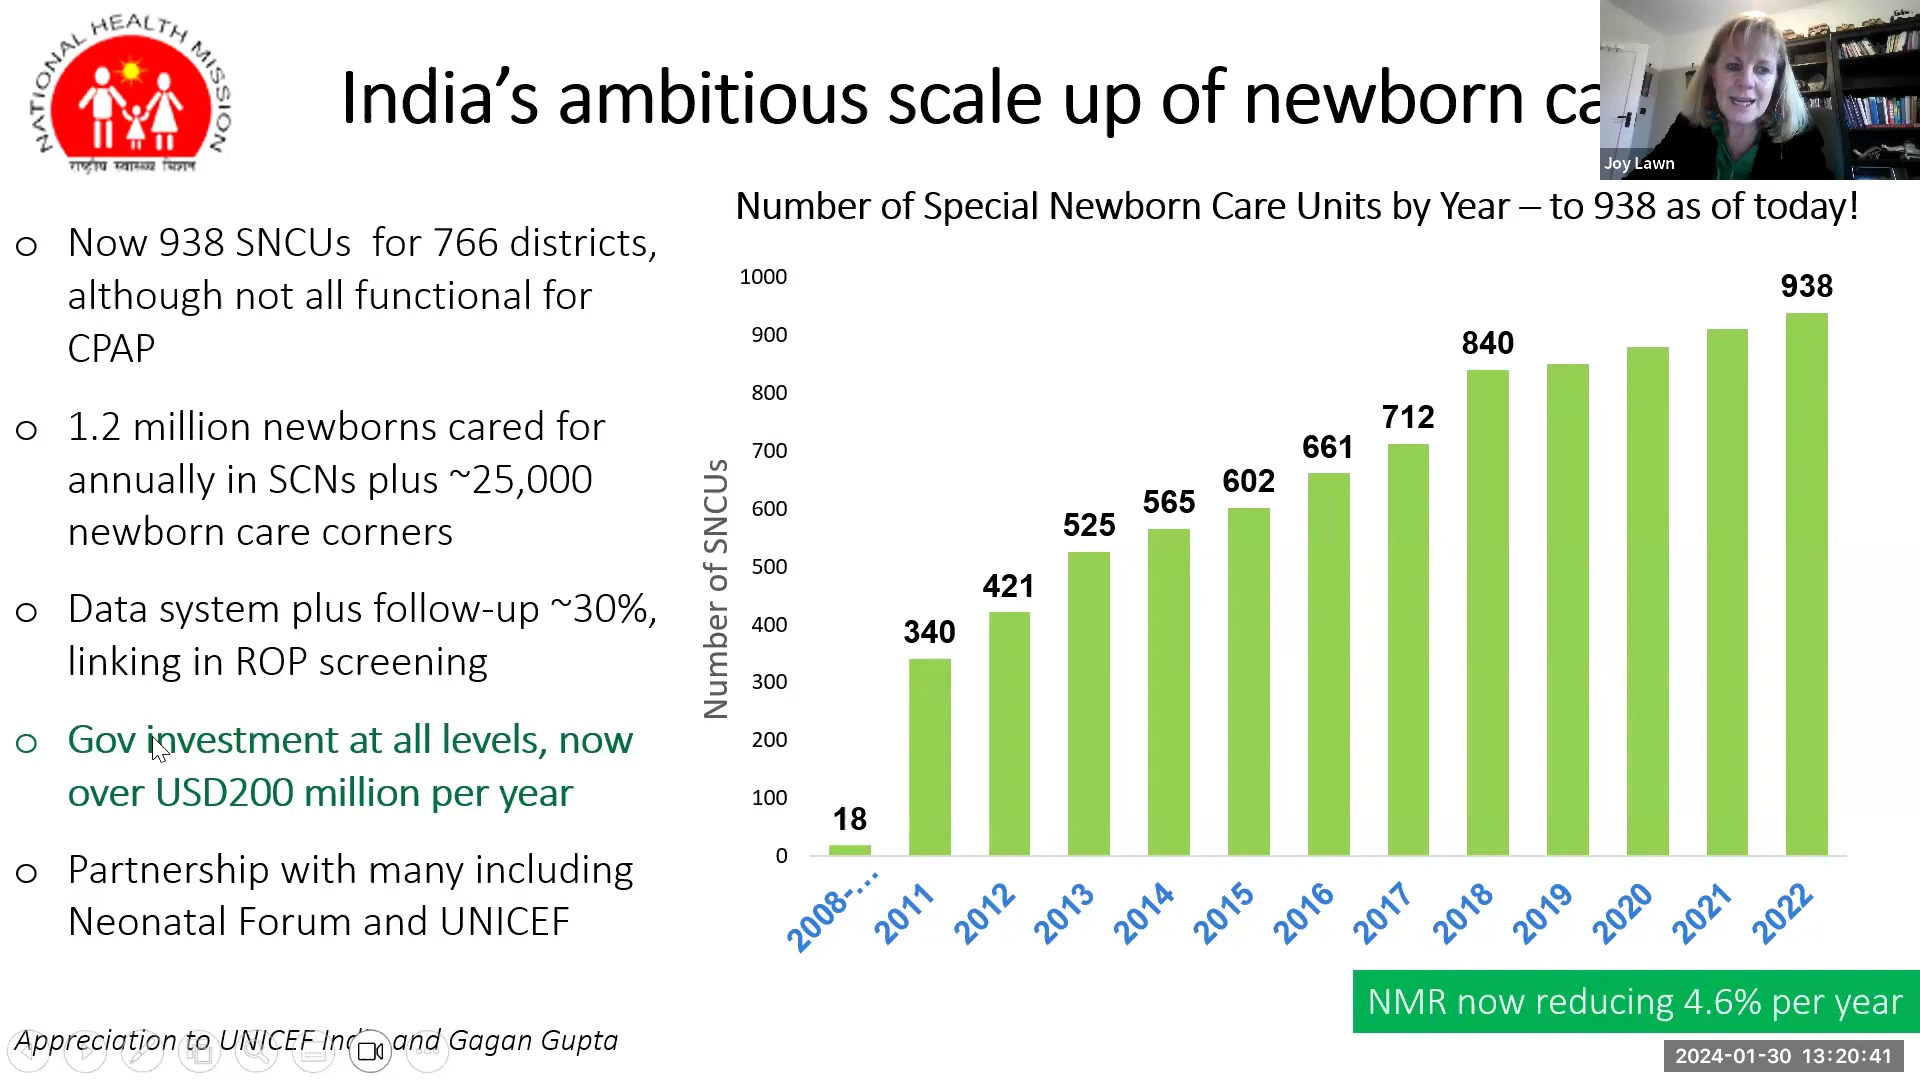 NATIONAL HEALTH MISSION
राष्ट्रीय स्वास्थ्य मिशन
India's ambitious scale up of newborn ca
Joy Lawn
o Now 938 SNCUs for 766 districts,
although not all functional for
CPAP
o 1.2 million newborns cared for
annually in SCNs plus ~25,000
newborn care corners
o Data system plus follow-up ~30%,
linking in ROP screening
o Gov investment at all levels, now
over USD200 million per year
o Partnership with many including
Neonatal Forum and UNICEF
Number of Special Newborn Care Units by Year – to 938 as of today!
Number of SNCUs
1000
900
800
700
600
500
400
300
200
100
0
18
340
421
525
565
602
661
712
840
938
2008-...
2011
2012
2013
2014
2015
2016
2017
2018
2019
2020
2021
2022
NMR now reducing 4.6% per year
Appreciation to UNICEF and Gagan Gupta
2024-01-30 13:20:41